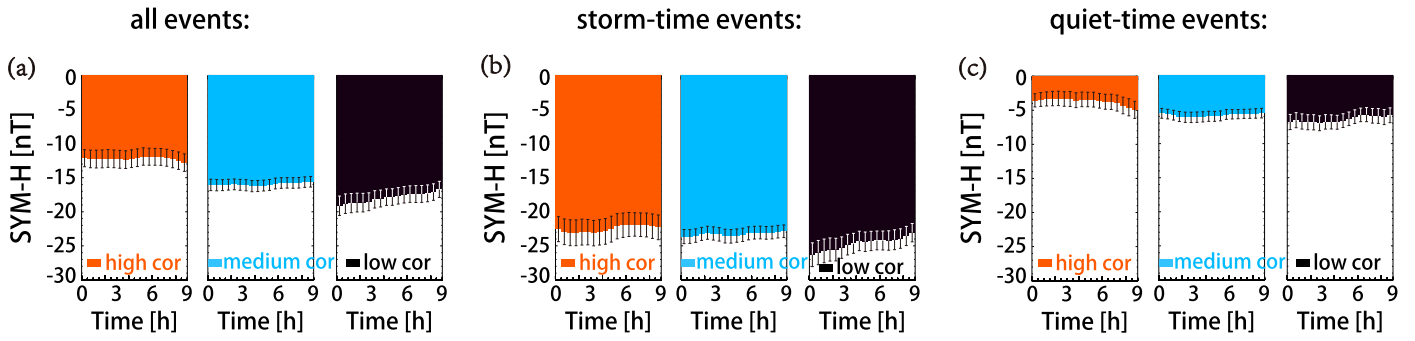 all events:
storm-time events:
quiet-time events:
(a)
SYM-H [nT]
0
-5
-10
-15
-20
-25
-30
high cor
medium cor
low cor
0 3 6 9
0 3 6 9
0 3 6 9
Time [h]
Time [h]
Time [h]
(b)
SYM-H [nT]
0
-5
-10
-15
-20
-25
-30
high cor
medium cor
low cor
0 3 6 9
0 3 6 9
0 3 6 9
Time [h]
Time [h]
Time [h]
(c)
SYM-H [nT]
0
-5
-10
-15
-20
-25
-30
high cor
medium cor
low cor
0 3 6 9
0 3 6 9
0 3 6 9
Time [h]
Time [h]
Time [h]